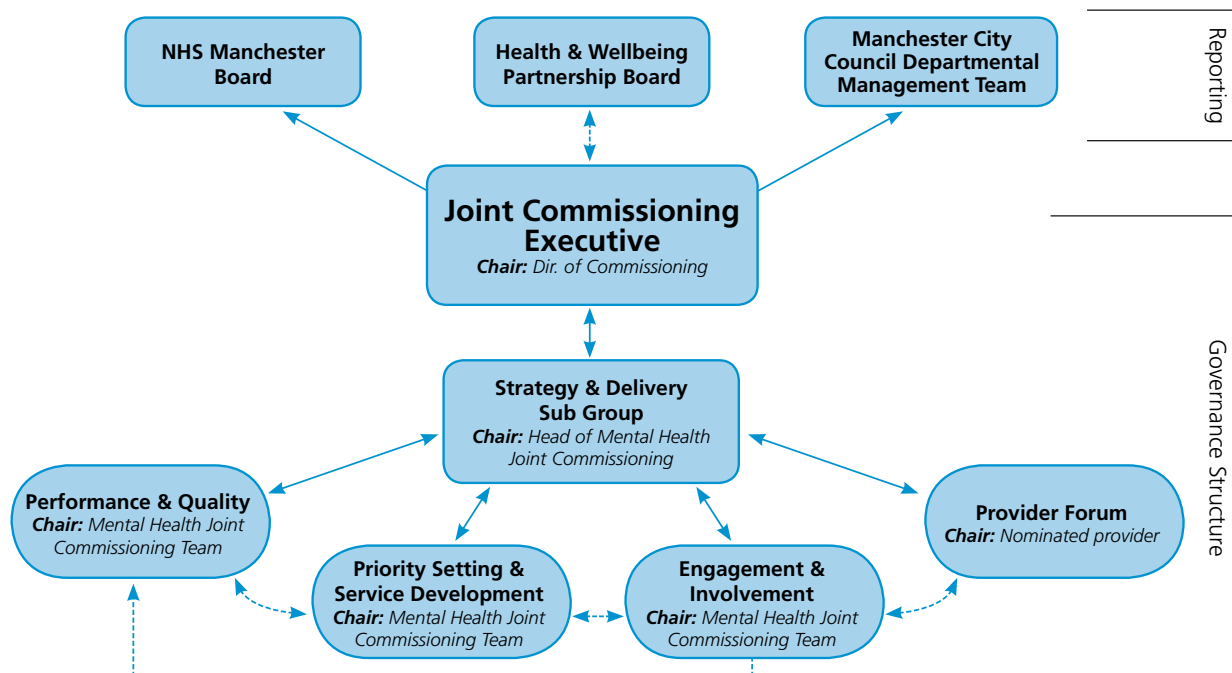 NHS Manchester
Board
Health & Wellbeing
Partnership Board
Manchester City
Council Departmental
Management Team
Reporting
Joint Commissioning
Executive
Chair: Dir. of Commissioning
Strategy & Delivery
Sub Group
Chair: Head of Mental Health
Joint Commissioning
Governance Structure
Performance & Quality
Chair: Mental Health Joint
Commissioning Team
Priority Setting &
Service Development
Chair: Mental Health Joint
Commissioning Team
Engagement &
Involvement
Chair: Mental Health Joint
Commissioning Team
Provider Forum
Chair: Nominated provider